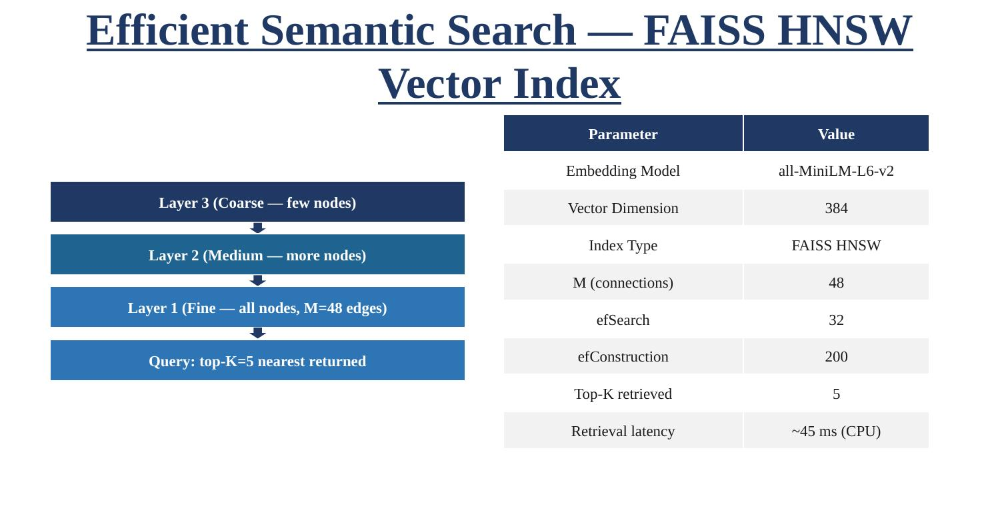 Efficient Semantic Search — FAISS HNSW
Vector Index
Layer 3 (Coarse — few nodes)
Layer 2 (Medium — more nodes)
Layer 1 (Fine — all nodes, M=48 edges)
Query: top-K=5 nearest returned
Parameter Value
Embedding Model all-MiniLM-L6-v2
Vector Dimension 384
Index Type FAISS HNSW
M (connections) 48
efSearch 32
efConstruction 200
Top-K retrieved 5
Retrieval latency ~45 ms (CPU)